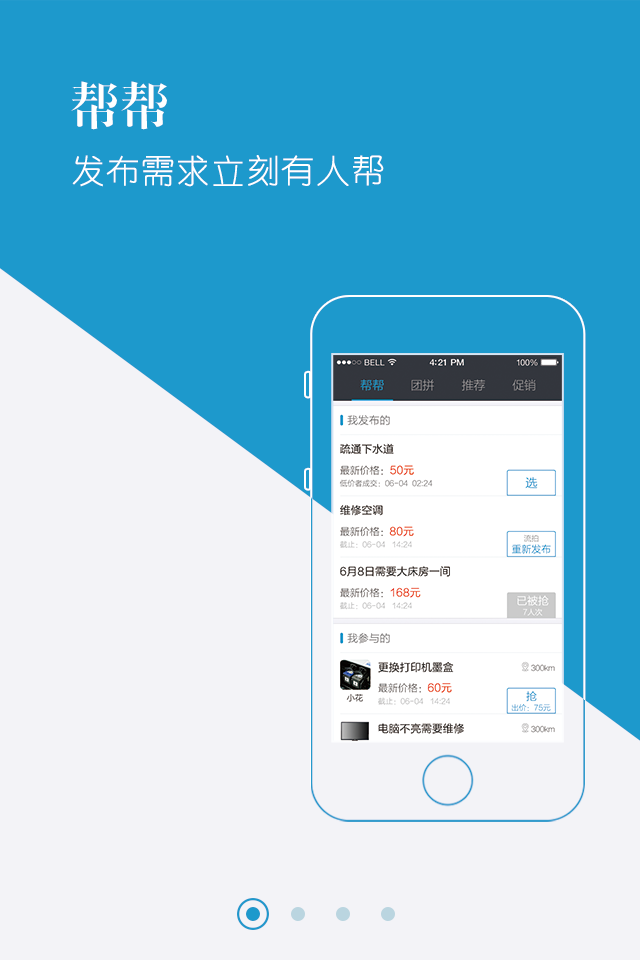 帮帮
发布需求立刻有人帮
BELL 4:21 PM 100%
帮帮 团拼 推荐 促销
我发布的
疏通下水道
最新价格：50元
低价者成交：06-04 02:24
选
维修空调
最新价格：80元
截止：06-04 14:24
流拍
重新发布
6月8日需要大床房一间
最新价格：168元
截止：06-04 14:24
已被抢
7人次
我参与的
更换打印机墨盒 300km
最新价格：60元
截止：06-04 14:24
小花
抢
出价：75元
电脑不亮需要维修 300km